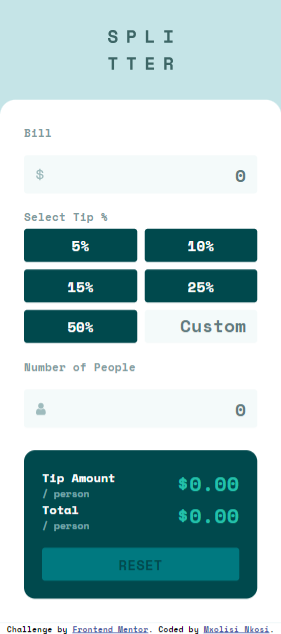 SPLI
TTER
Bill
$ 0
Select Tip %
5% 10%
15% 25%
50% Custom
Number of People
0
Tip Amount $0.00
/ person
Total $0.00
/ person
RESET
Challenge by Frontend Mentor. Coded by Mxolisi Nkosi.